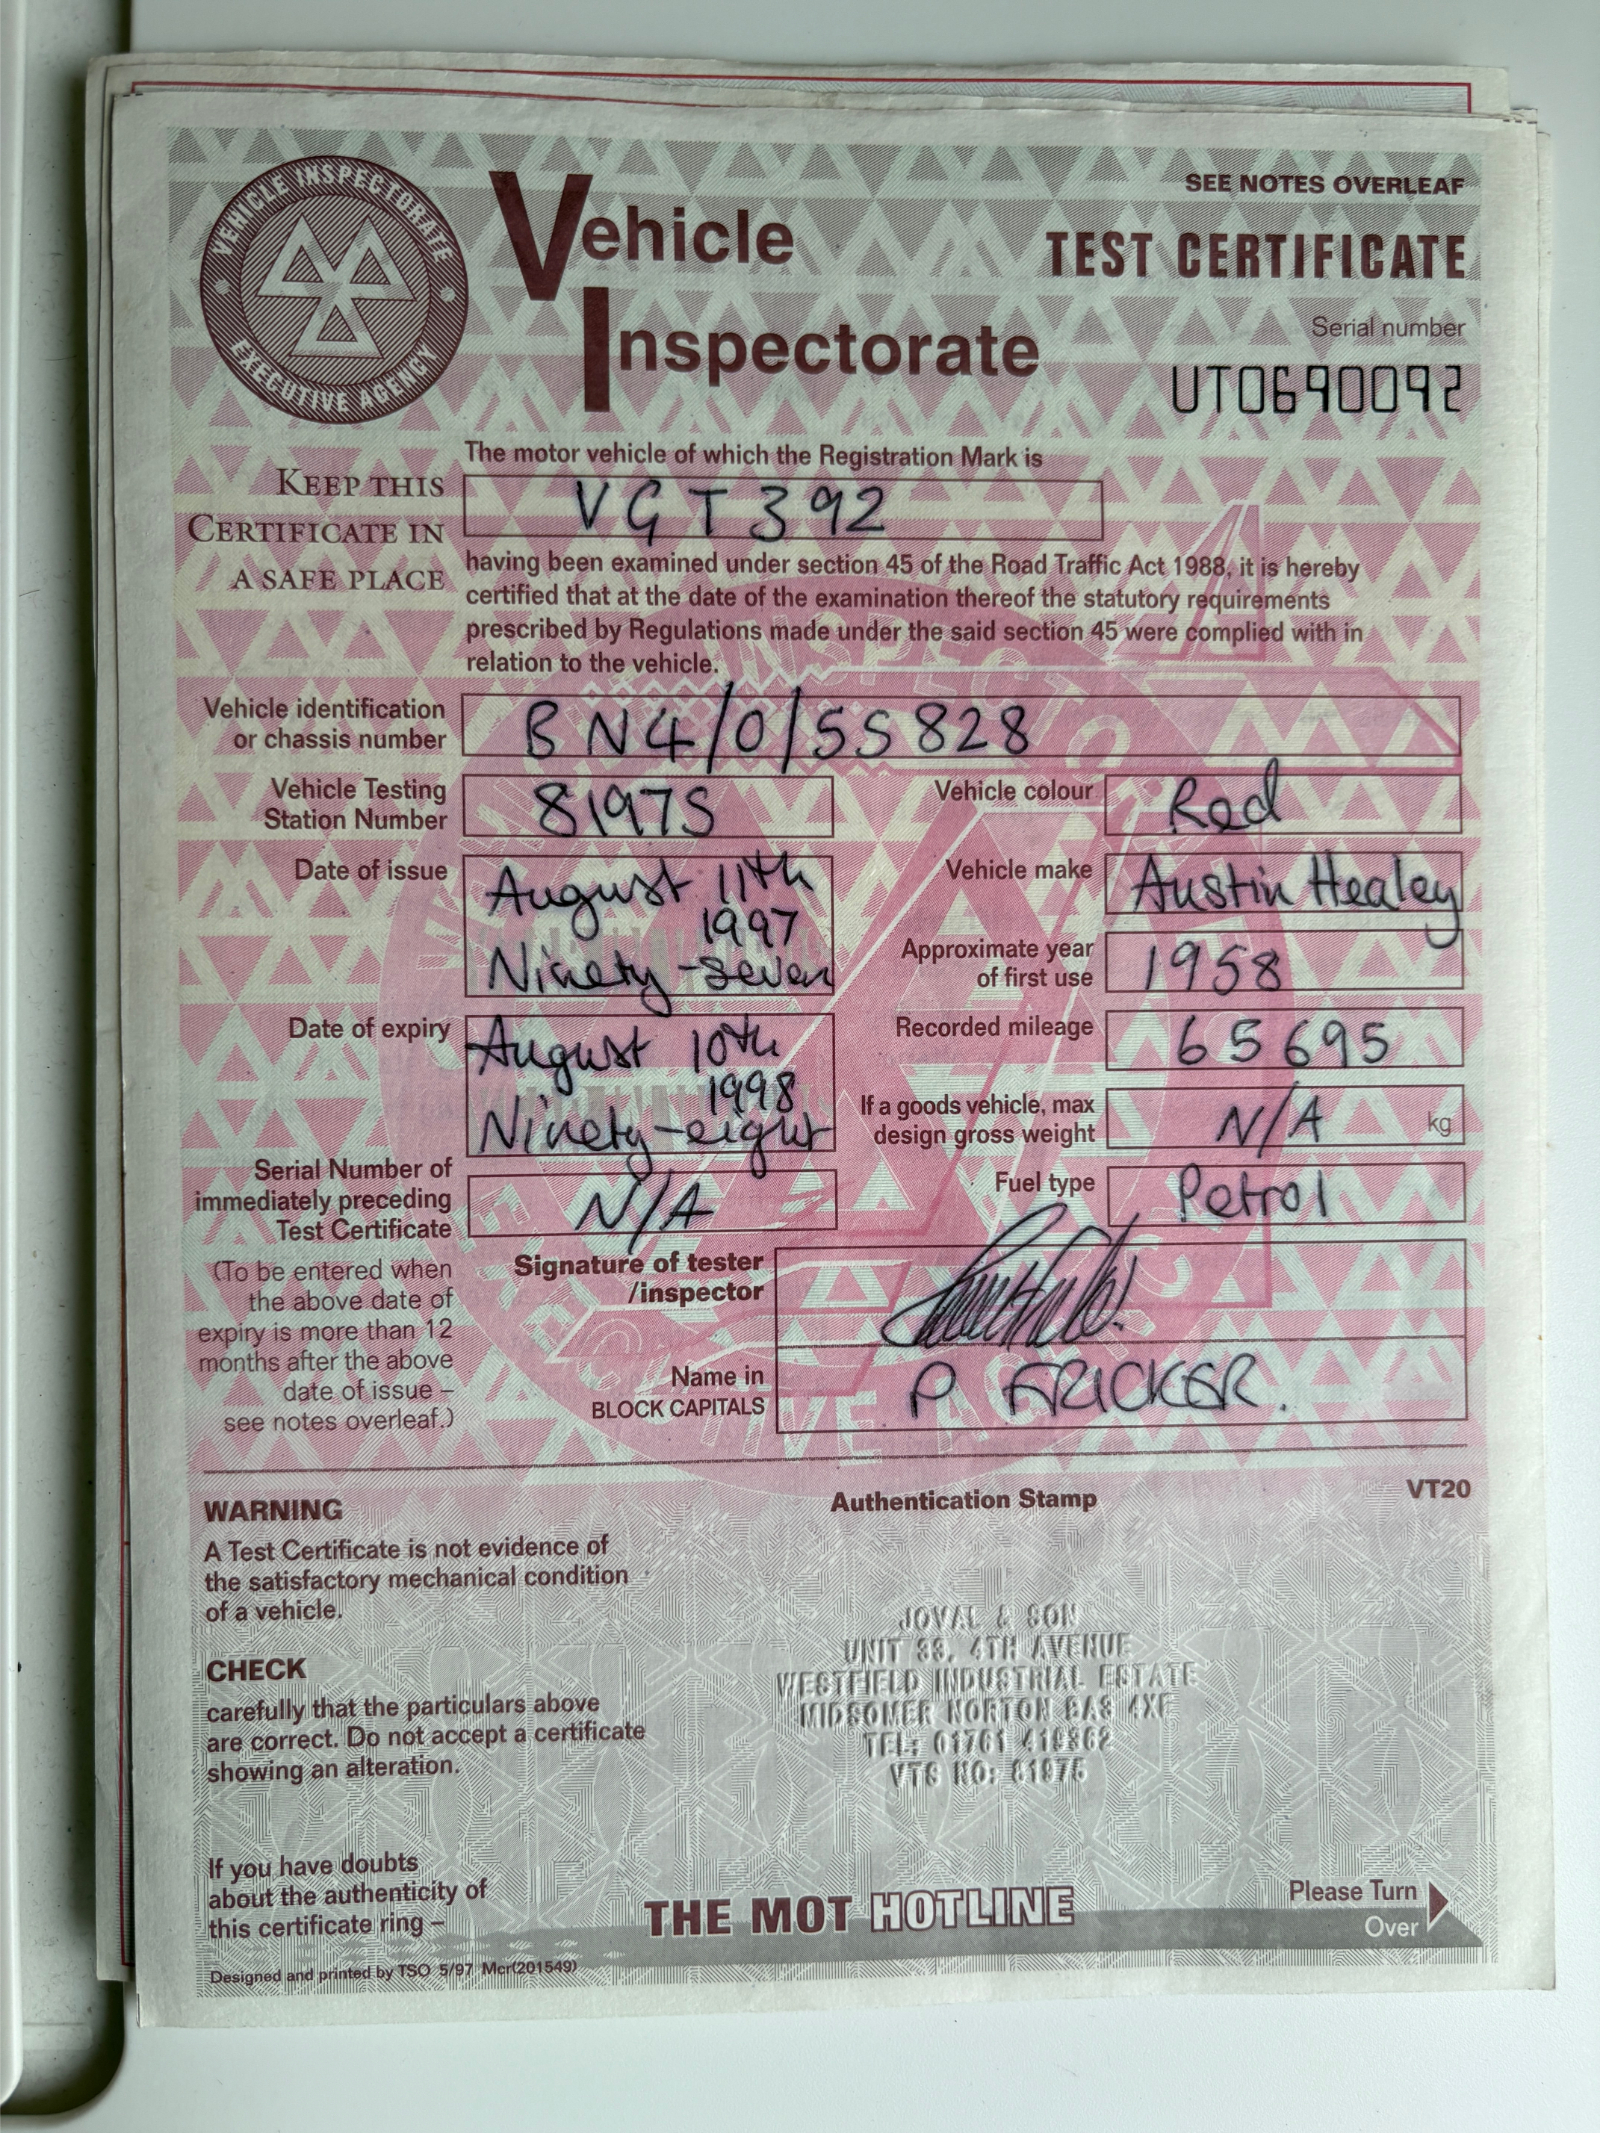 VEHICLE INSPECTORATE
EXECUTIVE AGENCY
Vehicle
Inspectorate
SEE NOTES OVERLEAF
TEST CERTIFICATE
Serial number
UT0690092
KEEP THIS
CERTIFICATE IN
A SAFE PLACE
The motor vehicle of which the Registration Mark is
VGT392
having been examined under section 45 of the Road Traffic Act 1988, it is hereby
certified that at the date of the examination thereof the statutory requirements
prescribed by Regulations made under the said section 45 were complied with in
relation to the vehicle.
Vehicle identification
or chassis number
BN4/0/SS828
Vehicle Testing
Station Number
8197S
Vehicle colour
Red
Date of issue
August 11th
1997
Ninety-seven
Vehicle make
Austin Healey
Approximate year
of first use
1958
Date of expiry
August 10th
1998
Ninety-eight
Recorded mileage
65695
If a goods vehicle, max
design gross weight
N/A
kg
Serial Number of
immediately preceding
Test Certificate
N/A
Fuel type
Petrol
(To be entered when
the above date of
expiry is more than 12
months after the above
date of issue –
see notes overleaf.)
Signature of tester
/inspector
Name in
BLOCK CAPITALS
P. FRICKER.
WARNING
A Test Certificate is not evidence of
the satisfactory mechanical condition
of a vehicle.
Authentication Stamp
VT20
CHECK
carefully that the particulars above
are correct. Do not accept a certificate
showing an alteration.
JOVAL & SON
UNIT 33, 4TH AVENUE
WESTFIELD INDUSTRIAL ESTATE
MIDSOMER NORTON BA3 4XE
TEL: 01761
VTS NO: 8197S
If you have doubts
about the authenticity of
this certificate ring –
THE MOT HOTLINE
Please Turn
Over
Designed and printed by TSO 5/97 Mcr(201549)